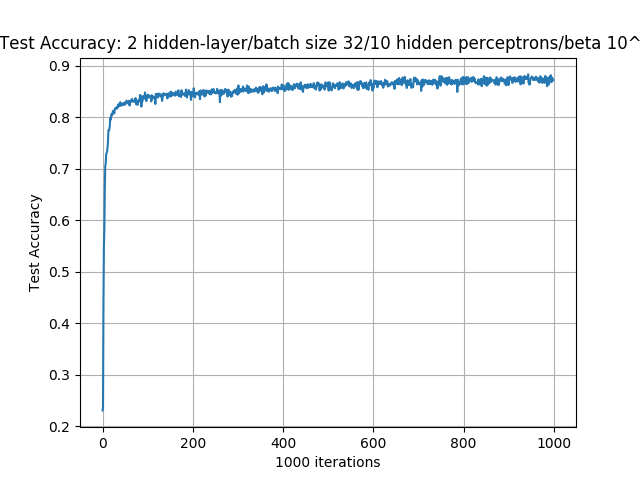 Test Accuracy: 2 hidden-layer/batch size 32/10 hidden perceptrons/beta 10^
0.9
0.8
0.7
0.6
0.5
0.4
0.3
0.2
Test Accuracy
0 200 400 600 800 1000
1000 iterations